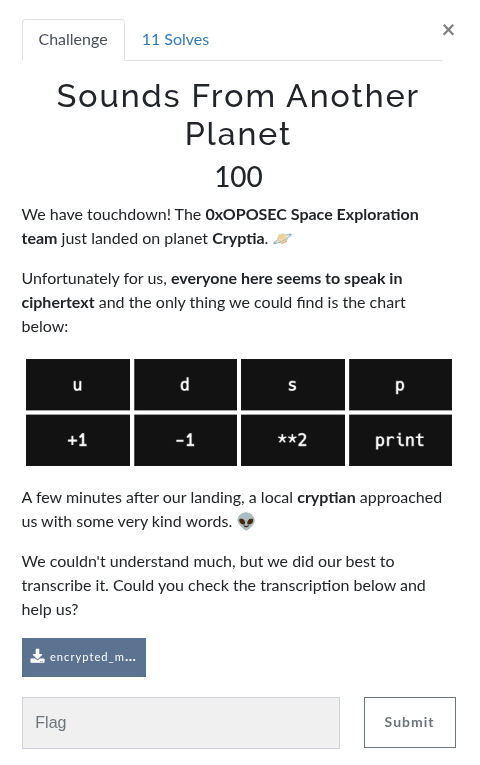 Challenge
11 Solves
×
Sounds From Another
Planet
100
We have touchdown! The 0xOPOSEC Space Exploration
team just landed on planet Cryptia. 🪐
Unfortunately for us, everyone here seems to speak in
ciphertext and the only thing we could find is the chart
below:
u d s p
+1 -1 **2 print
A few minutes after our landing, a local cryptian approached
us with some very kind words. 👽
We couldn't understand much, but we did our best to
transcribe it. Could you check the transcription below and
help us?
encrypted_m...
Flag
Submit